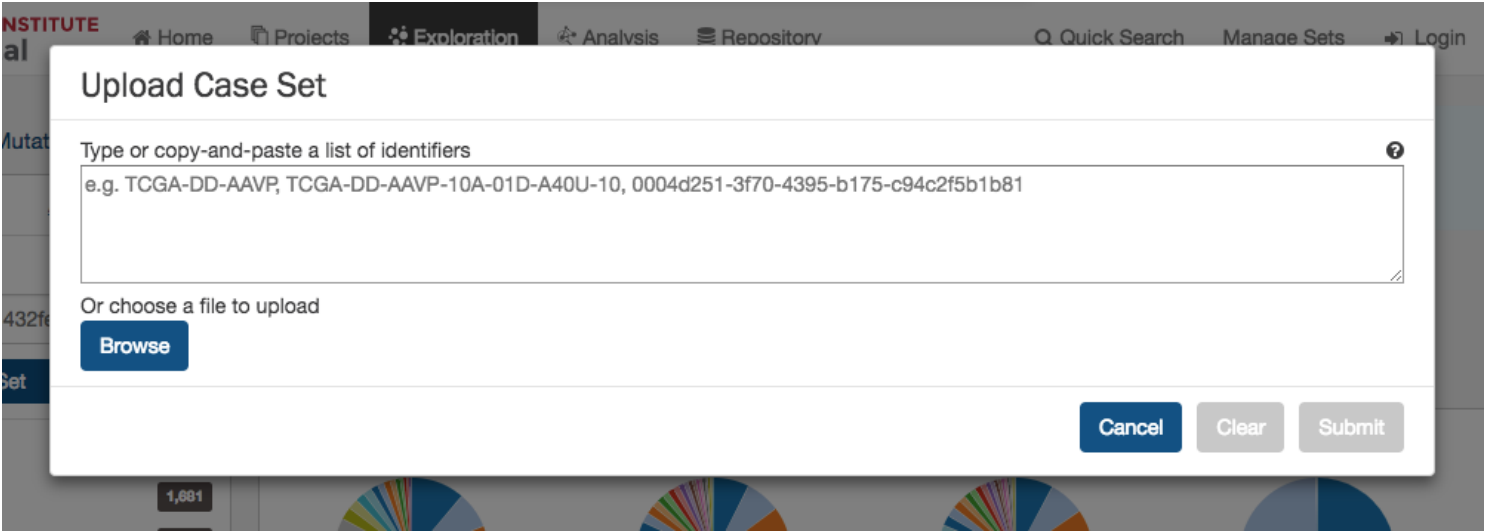 NSTITUTE
al
Home Projects Exploration Analysis Repository Quick Search Manage Sets Login
Upload Case Set
Mutat
Type or copy-and-paste a list of identifiers
e.g. TCGA-DD-AAVP, TCGA-DD-AAVP-10A-01D-A40U-10, 0004d251-3f70-4395-b175-c94c2f5b1b81
Or choose a file to upload
432fe
Browse
Set
Cancel Clear Submit
1,681